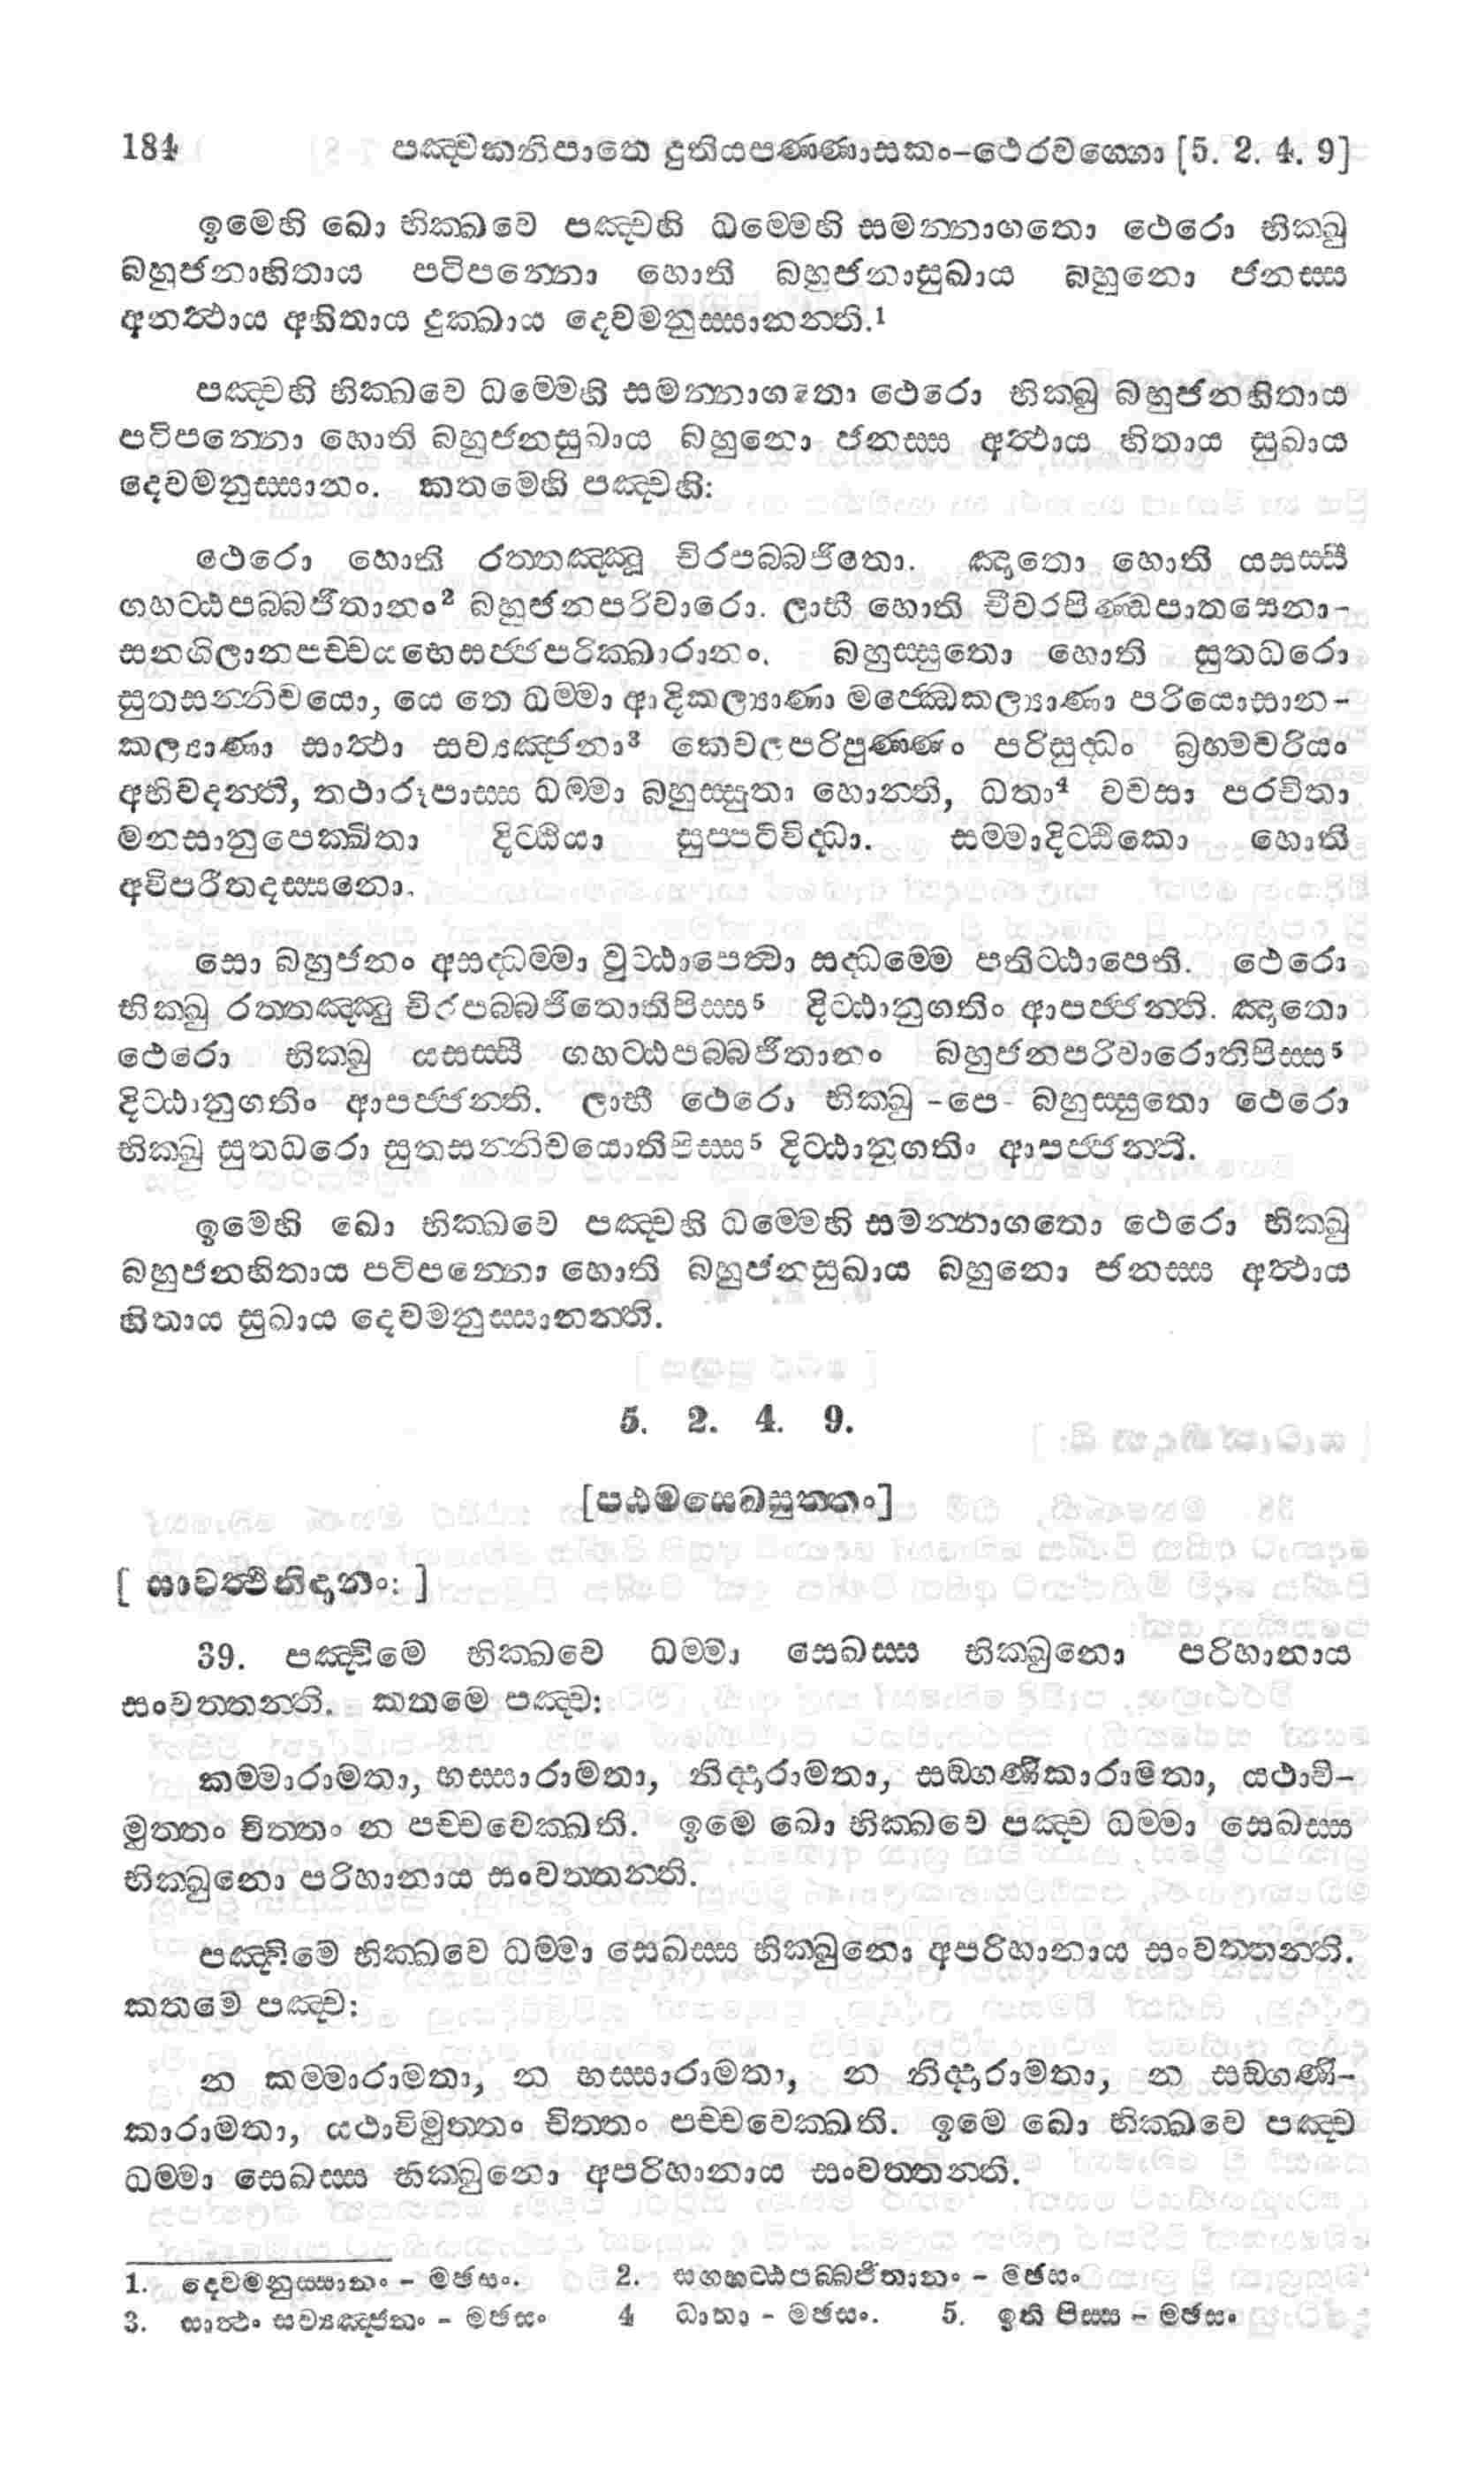 184 පඤ්චකනිපාතෙ දුතියපණ්ණාසකං-ථෙරවග්ගො [5. 2. 4. 9]
ඉමෙහි ඛො භික්ඛවෙ පඤ්චහි ධම්මෙහි සමන්නාගතො ථෙරො භික්ඛු
බහුජනාහිතාය පටිපන්නො හොති බහුජනාසුඛාය බහුනො ජනස්ස
අනත්ථාය අහිතාය දුක්ඛාය දෙවමනුස්සානන්ති.1
පඤ්චහි භික්ඛවෙ ධම්මෙහි සමන්නාගතො ථෙරො භික්ඛු බහුජනහිතාය
පටිපන්නො හොති බහුජනසුඛාය බහුනො ජනස්ස අත්ථාය හිතාය සුඛාය
දෙවමනුස්සානං. කතමෙහි පඤ්චහි:
ථෙරො හොති රත්තඤ්ඤූ චිරපබ්බජිතො. ඤාතො හොති යසස්සී
ගහට්ඨපබ්බජිතානං2 බහුජනපරිවාරො. ලාභී හොති චීවරපිණ්ඩපාතසෙනා-
සනගිලානපච්චයභෙසජ්ජපරික්ඛාරානං. බහුස්සුතො හොති සුතධරො
සුතසන්නිචයො, යෙ තෙ ධම්මා ආදිකල්‍යාණා මජ්ඣෙකල්‍යාණා පරියොසාන-
කල්‍යාණා සාත්ථා සව්‍යඤ්ජනා3 කෙවලපරිපුණ්ණං පරිසුද්ධං බ්‍රහ්මචරියං
අභිවදන්ති, තථාරූපාස්ස ධම්මා බහුස්සුතා හොන්ති, ධතා4 වචසා පරචිතා
මනසානුපෙක්ඛිතා දිට්ඨියා සුප්පටිවිද්ධා. සම්මාදිට්ඨිකො හොති
අවිපරීතදස්සනො.
සො බහුජනං අසද්ධම්මා වුට්ඨාපෙත්වා සද්ධම්මෙ පතිට්ඨාපෙති. ථෙරො
භික්ඛු රත්තඤ්ඤු චිරපබ්බජිතොතිපිස්ස5 දිට්ඨානුගතිං ආපජ්ජන්ති. ඤාතො
ථෙරො භික්ඛු යසස්සී ගහට්ඨපබ්බජිතානං බහුජනපරිවාරොතිපිස්ස5
දිට්ඨානුගතිං ආපජ්ජන්ති. ලාභී ථෙරො භික්ඛු -පෙ- බහුස්සුතො ථෙරො
භික්ඛු සුතධරො සුතසන්නිචයොතිපිස්ස5 දිට්ඨානුගතිං ආපජ්ජන්ති.
ඉමෙහි ඛො භික්ඛවෙ පඤ්චහි ධම්මෙහි සමන්නාගතො ථෙරො භික්ඛු
බහුජනහිතාය පටිපන්නො හොති බහුජනසුඛාය බහුනො ජනස්ස අත්ථාය
හිතාය සුඛාය දෙවමනුස්සානන්ති.
5. 2. 4. 9.
[පඨමසෙඛසුත්තං]
[ සාවත්ථිනිදානං: ]
39. පඤ්චිමෙ භික්ඛවෙ ධම්මා සෙඛස්ස භික්ඛුනො පරිහානාය
සංවත්තන්ති. කතමෙ පඤ්ච:
කම්මාරාමතා, භස්සාරාමතා, නිද්දාරාමතා, සඞ්ගණිකාරාමතා, යථාවි-
මුත්තං චිත්තං න පච්චවෙක්ඛති. ඉමෙ ඛො භික්ඛවෙ පඤ්ච ධම්මා සෙඛස්ස
භික්ඛුනො පරිහානාය සංවත්තන්ති.
පඤ්චිමෙ භික්ඛවෙ ධම්මා සෙඛස්ස භික්ඛුනො අපරිහානාය සංවත්තන්ති.
කතමෙ පඤ්ච:
න කම්මාරාමතා, න භස්සාරාමතා, න නිද්දාරාමතා, න සඞ්ගණි-
කාරාමතා, යථාවිමුත්තං චිත්තං පච්චවෙක්ඛති. ඉමෙ ඛො භික්ඛවෙ පඤ්ච
ධම්මා සෙඛස්ස භික්ඛුනො අපරිහානාය සංවත්තන්ති.
1. දෙවමනුස්සානං - මඡසං. 2. සගහට්ඨපබ්බජිතානං - මඡසං
3. සාත්ථං සව්‍යඤ්ජනං - මඡසං 4 ධාතා - මඡසං. 5. ඉති පිස්ස - මඡසං